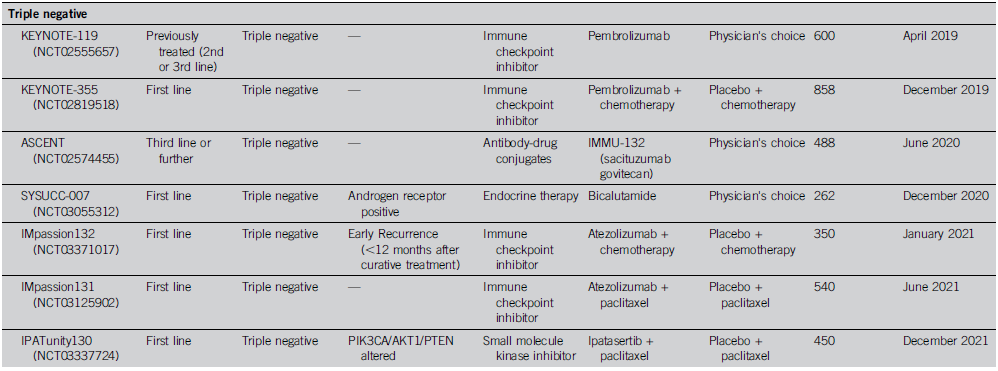 Triple negative
KEYNOTE-119 Previously Triple negative — Immune Pembrolizumab Physician's choice 600 April 2019
(NCT02555657) treated (2nd checkpoint
or 3rd line) inhibitor
KEYNOTE-355 First line Triple negative — Immune Pembrolizumab + Placebo + 858 December 2019
(NCT02819518) checkpoint chemotherapy chemotherapy
inhibitor
ASCENT Third line or Triple negative — Antibody-drug IMMU-132 Physician's choice 488 June 2020
(NCT02574455) further conjugates (sacituzumab
govitecan)
SYSUCC-007 First line Triple negative Androgen receptor Endocrine therapy Bicalutamide Physician's choice 262 December 2020
(NCT03055312) positive
IMpassion132 First line Triple negative Early Recurrence Immune Atezolizumab + Placebo + 350 January 2021
(NCT03371017) (<12 months after checkpoint chemotherapy chemotherapy
curative treatment) inhibitor
IMpassion131 First line Triple negative — Immune Atezolizumab + Placebo + 540 June 2021
(NCT03125902) checkpoint paclitaxel paclitaxel
inhibitor
IPATunity130 First line Triple negative PIK3CA/AKT1/PTEN Small molecule Ipatasertib + Placebo + 450 December 2021
(NCT03337724) altered kinase inhibitor paclitaxel paclitaxel